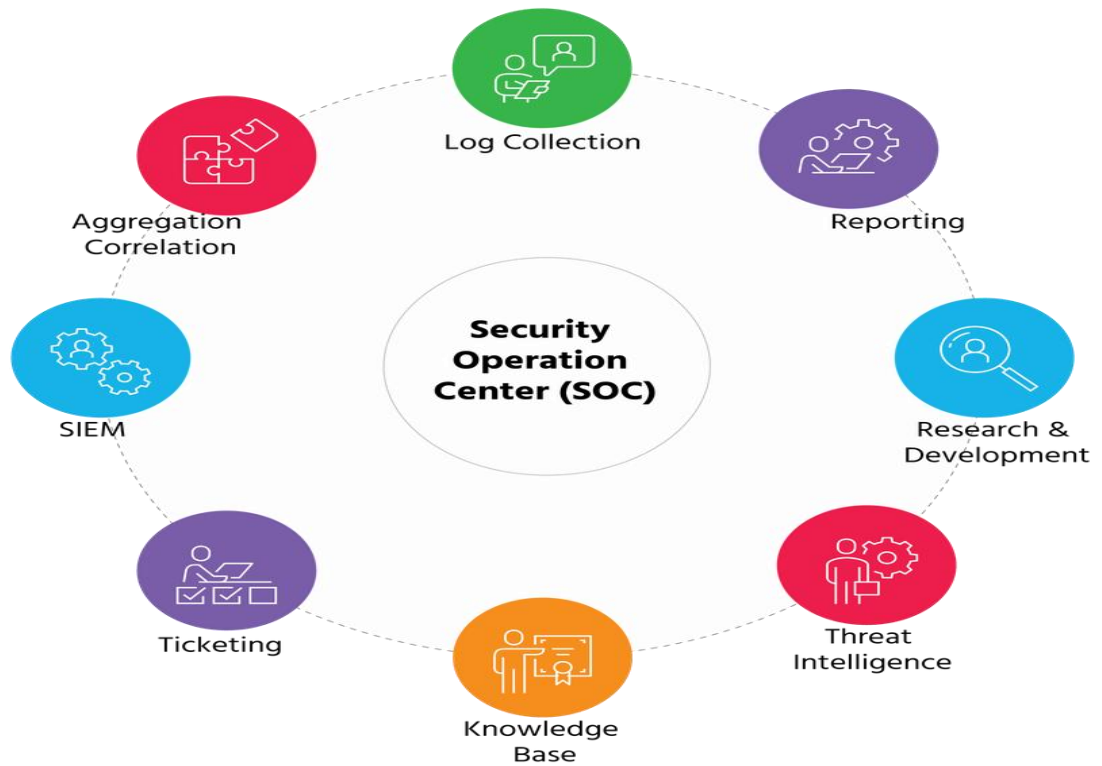 Log Collection
Reporting
Aggregation
Correlation
Security
Operation
Center (SOC)
SIEM
Research &
Development
Ticketing
Threat
Intelligence
Knowledge
Base